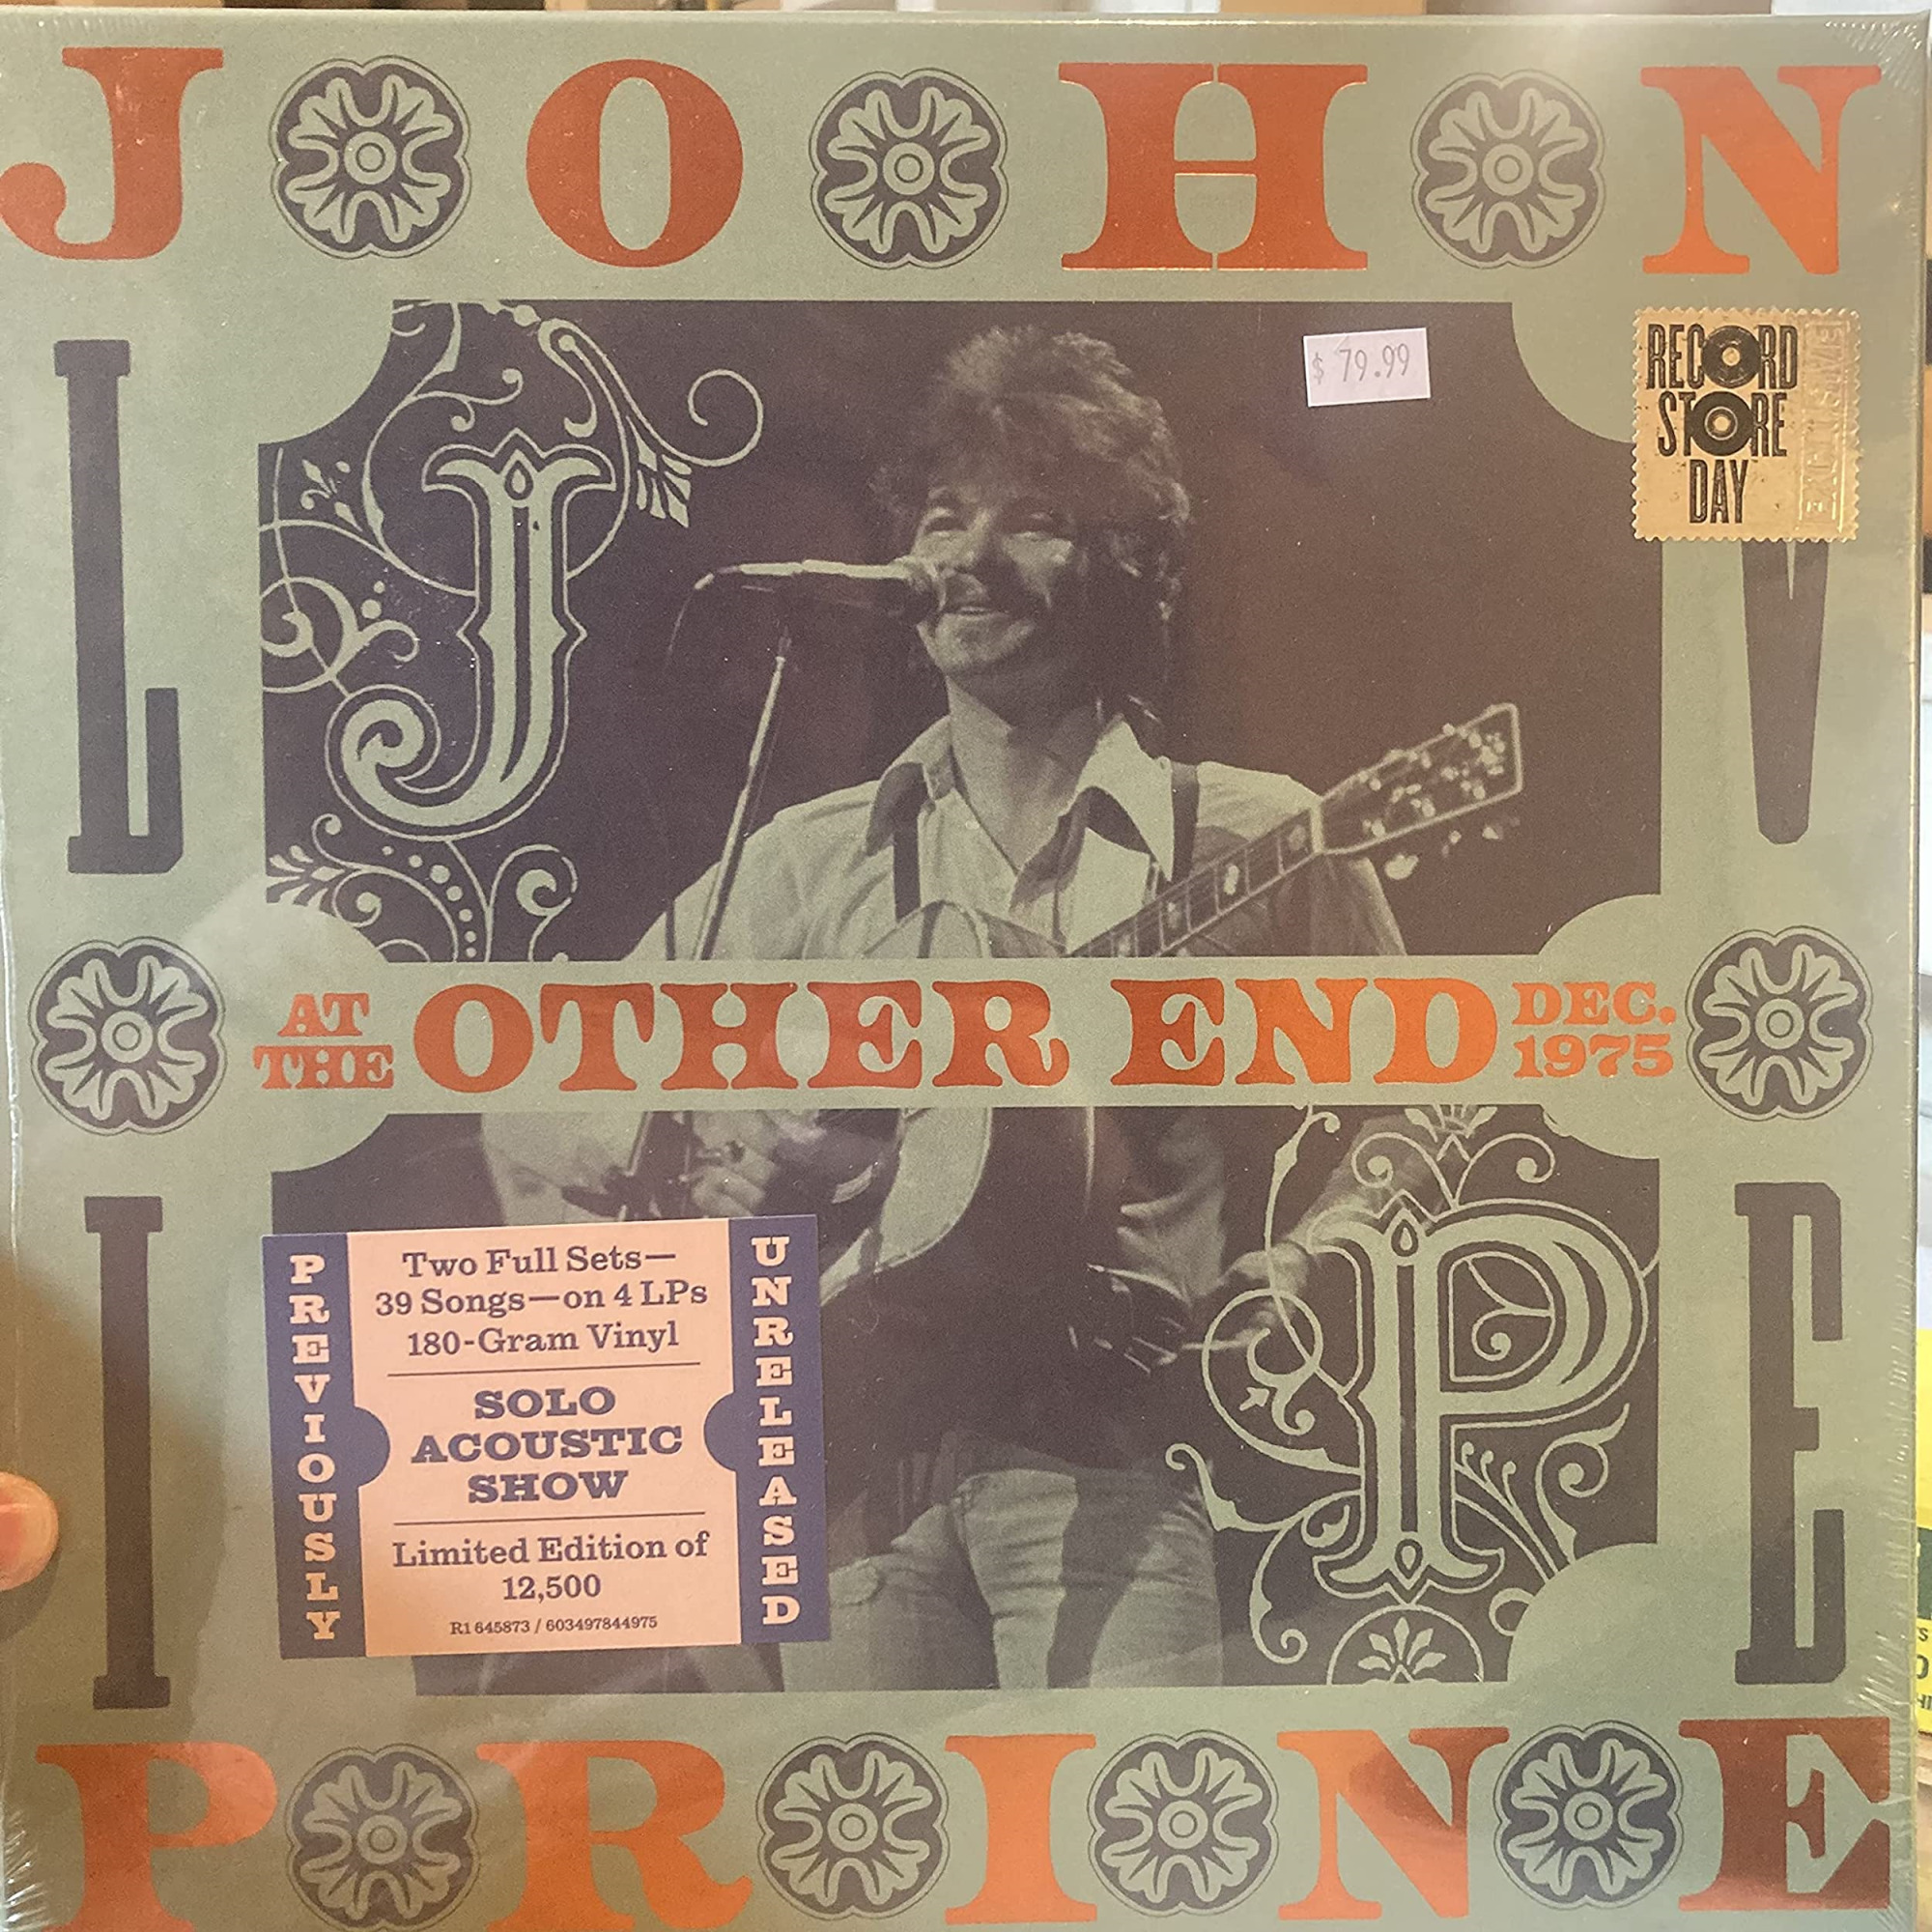 JOHN
$ 79.99
RECORD
STORE
DAY
LIVE
J
AT
THE
OTHER END
DEC.
1975
P
PREVIOUSLY
Two Full Sets—
39 Songs—on 4 LPs
180-Gram Vinyl
SOLO
ACOUSTIC
SHOW
Limited Edition of
12,500
R1 645873 / 603497844975
UNRELEASED
PRINE